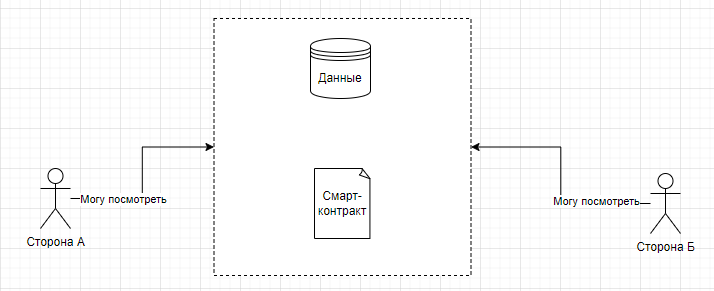 Данные
Смарт-
контракт
Могу посмотреть
Могу посмотреть
Сторона А
Сторона Б